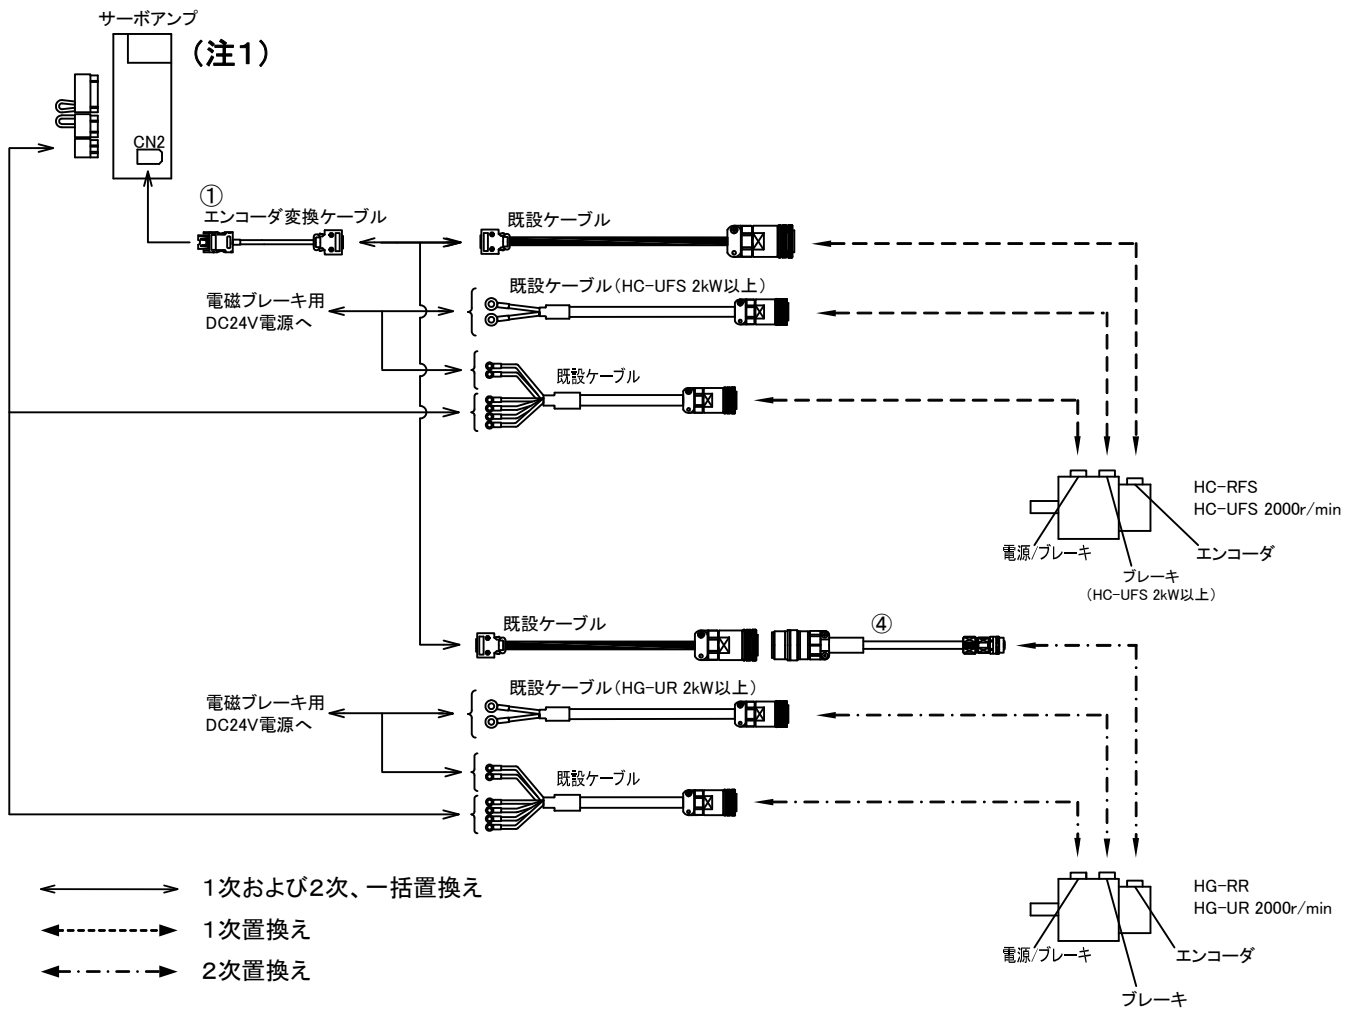 サーボアンプ
(注1)
CN2
①
エンコーダ変換ケーブル
既設ケーブル
電磁ブレーキ用
DC24V電源へ
既設ケーブル(HC-UFS 2kW以上)
既設ケーブル
HC-RFS
HC-UFS 2000r/min
電源/ブレーキ
エンコーダ
ブレーキ
(HC-UFS 2kW以上)
既設ケーブル
④
電磁ブレーキ用
DC24V電源へ
既設ケーブル(HG-UR 2kW以上)
既設ケーブル
HG-RR
HG-UR 2000r/min
電源/ブレーキ
エンコーダ
ブレーキ
1次および2次、一括置換え
1次置換え
2次置換え